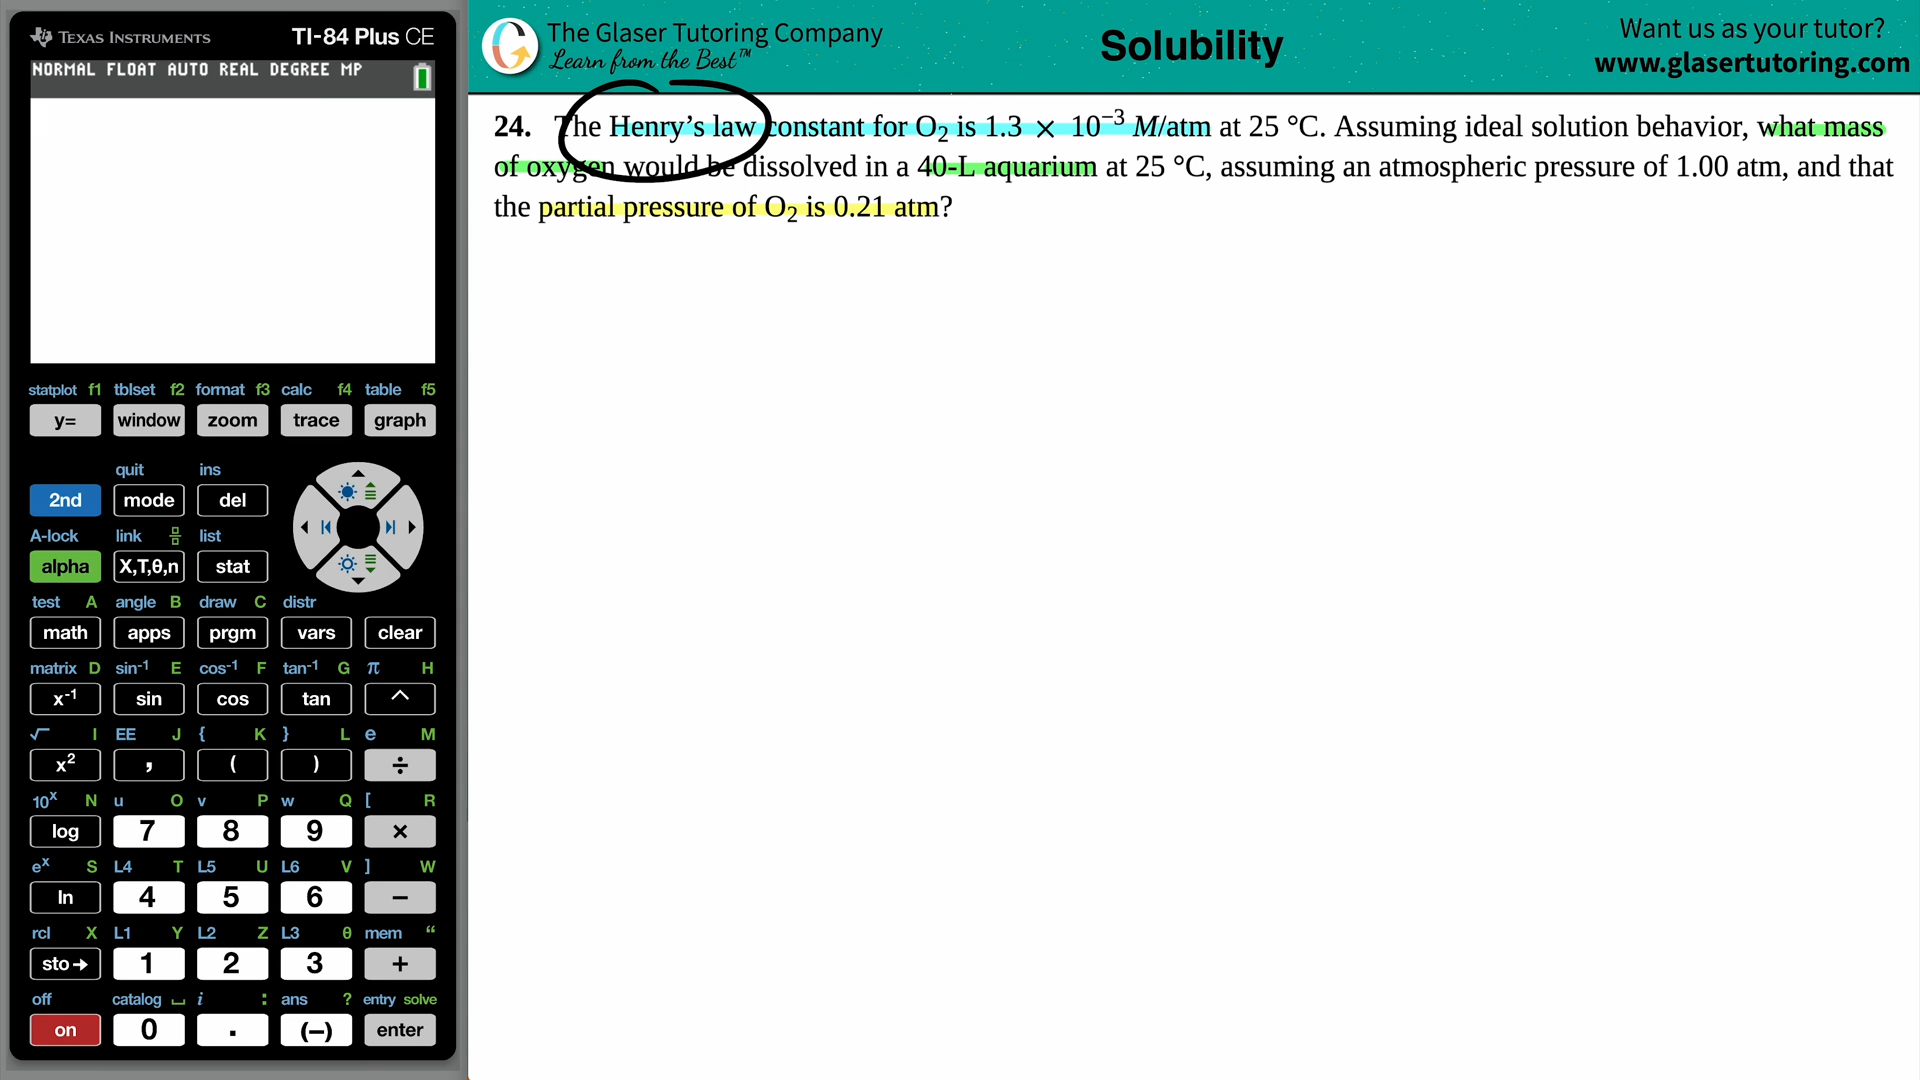 TEXAS INSTRUMENTS TI-84 Plus CE
NORMAL FLOAT AUTO REAL DEGREE MP
statplot f1 tblset f2 format f3 calc f4 table f5
y= window zoom trace graph
quit ins
2nd mode del
A-lock link list
alpha X,T,θ,n stat
test A angle B draw C distr
math apps prgm vars clear
matrix D sin⁻¹ E cos⁻¹ F tan⁻¹ G π H
x⁻¹ sin cos tan ^
√ I EE J { K } L e M
x² , ( ) ÷
10ˣ N u O v P w Q [ R
log 7 8 9 ×
eˣ S L4 T L5 U L6 V ] W
ln 4 5 6 −
rcl X L1 Y L2 Z L3 θ mem “
sto→ 1 2 3 +
off catalog ⎵ i : ans ? entry solve
on 0 . (−) enter
The Glaser Tutoring Company
Learn from the Best™
Solubility
Want us as your tutor?
www.glasertutoring.com
24. The Henry’s law constant for O₂ is 1.3 × 10⁻³ M/atm at 25 °C. Assuming ideal solution behavior, what mass
of oxygen would be dissolved in a 40-L aquarium at 25 °C, assuming an atmospheric pressure of 1.00 atm, and that
the partial pressure of O₂ is 0.21 atm?